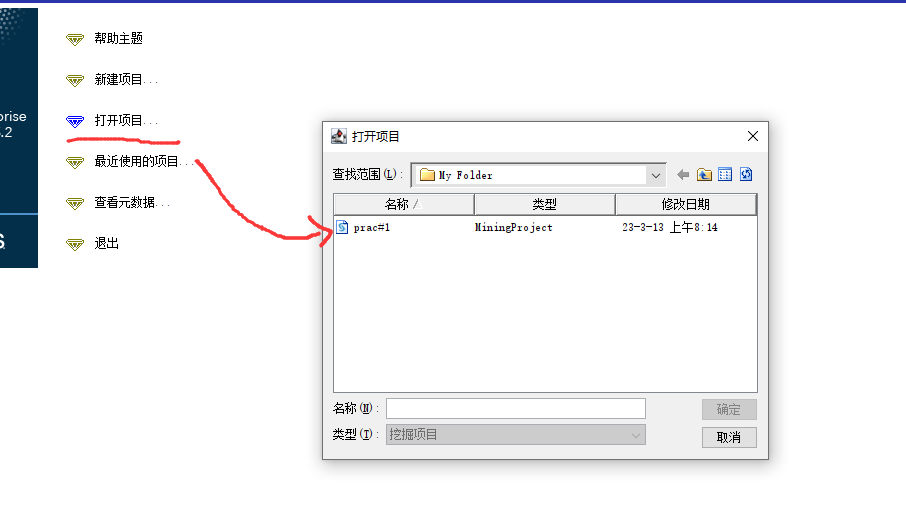 帮助主题
新建项目...
打开项目...
最近使用的项目...
查看元数据...
退出
打开项目
查找范围(L): My Folder
名称 类型 修改日期
prac#1 MiningProject 23-3-13 上午8:14
名称(N):
确定
类型(T): 挖掘项目
取消